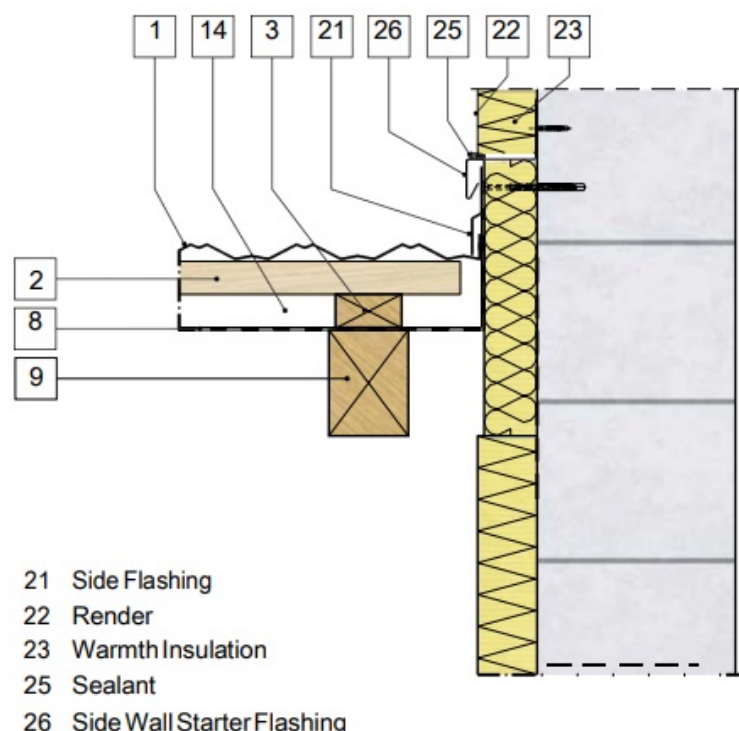 1 14 3 21 26 25 22 23
2
8
9
21 Side Flashing
22 Render
23 Warmth Insulation
25 Sealant
26 Side Wall Starter Flashing